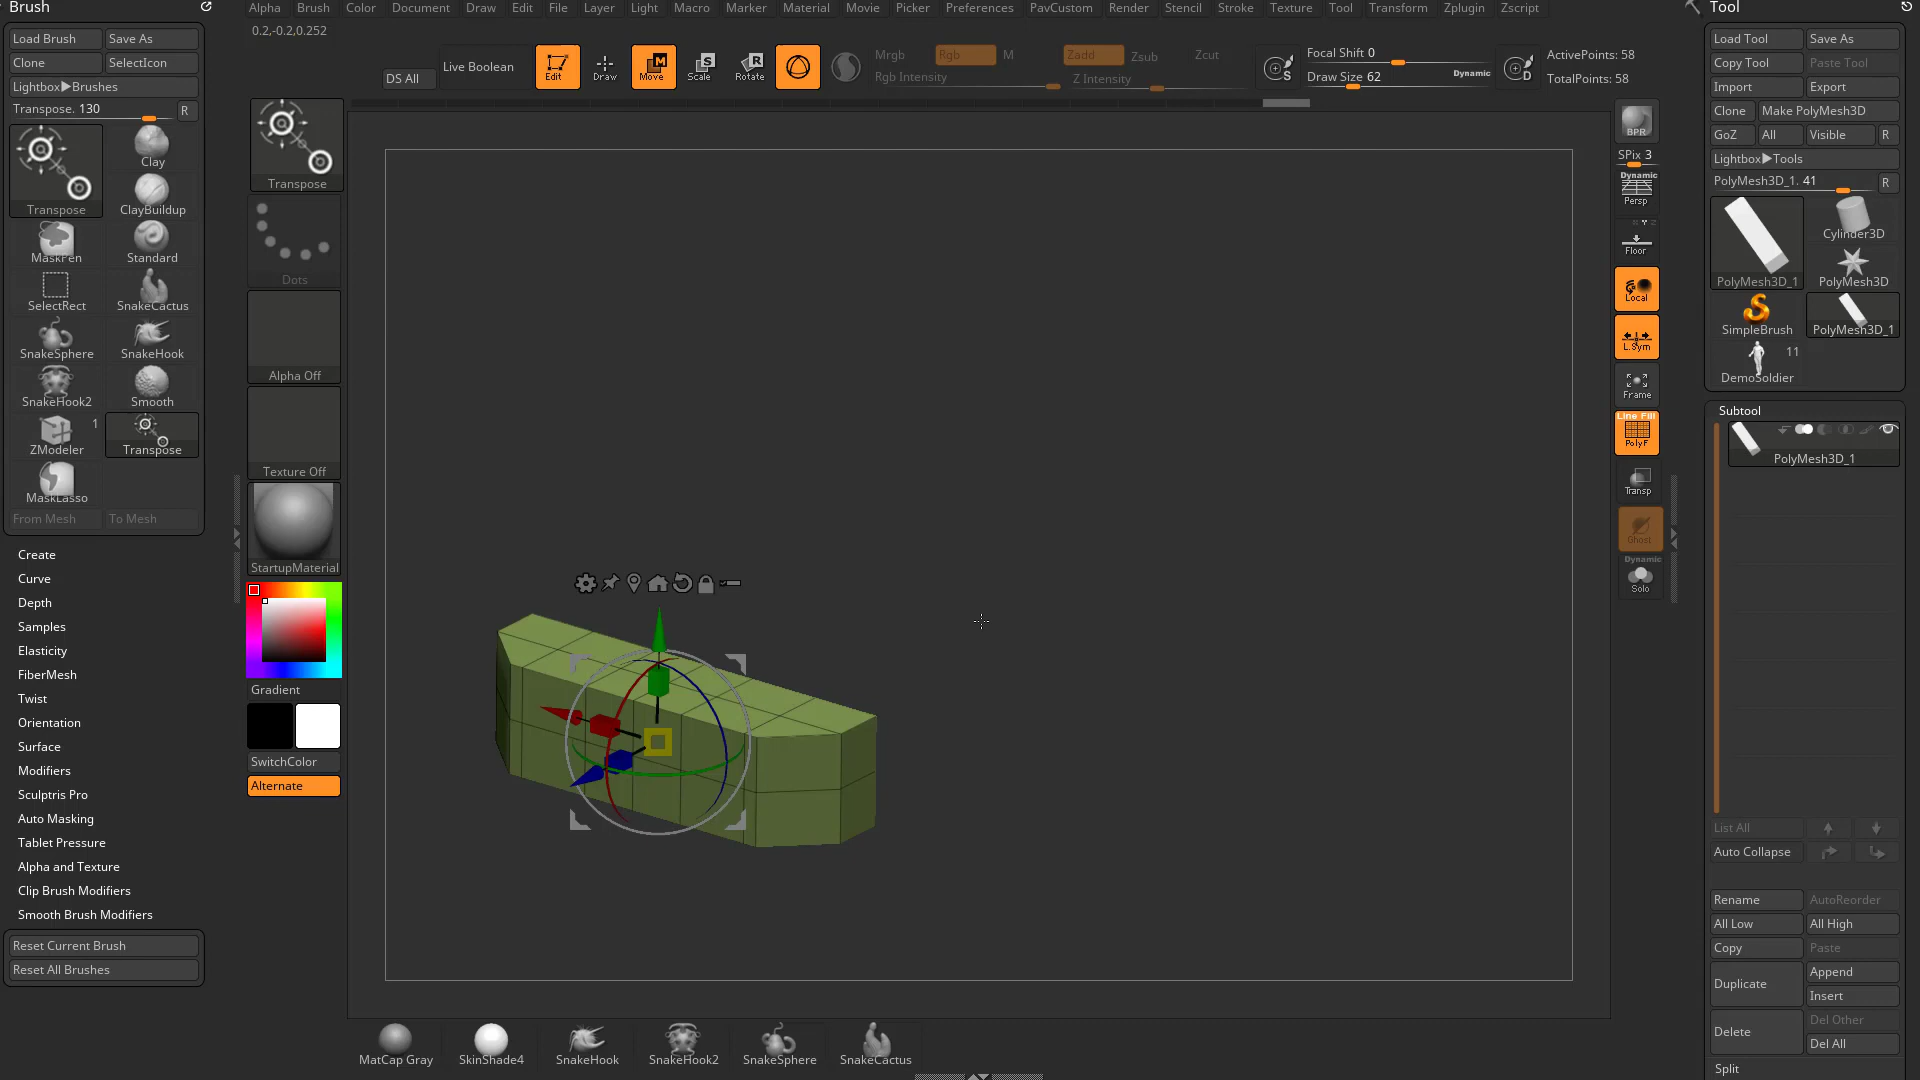 Brush
Alpha Brush Color Document Draw Edit File Layer Light Macro Marker Material Movie Picker Preferences PavCustom Render Stencil Stroke Texture Tool Transform Zplugin Zscript
Tool
0.2,-0.2,0.252
Load Brush Save As
Clone SelectIcon
Lightbox▶Brushes
Transpose. 130 R
Transpose
Clay
ClayBuildup
MaskPen Standard
SelectRect SnakeCactus
SnakeSphere SnakeHook
SnakeHook2 Smooth
ZModeler 1 Transpose
MaskLasso
From Mesh To Mesh
Create
Curve
Depth
Samples
Elasticity
FiberMesh
Twist
Orientation
Surface
Modifiers
Sculptris Pro
Auto Masking
Tablet Pressure
Alpha and Texture
Clip Brush Modifiers
Smooth Brush Modifiers
Reset Current Brush
Reset All Brushes
DS All
Live Boolean
Edit
Draw
Move
Scale
Rotate
Mrgb Rgb M
Rgb Intensity
Zadd Zsub Zcut
Z Intensity
S
Focal Shift 0
Draw Size 62 Dynamic
D
ActivePoints: 58
TotalPoints: 58
Transpose
Dots
Alpha Off
Texture Off
StartupMaterial
Gradient
SwitchColor
Alternate
BPR
SPix 3
Dynamic
Persp
Floor
Local
L.Sym
Frame
Line Fill
PolyF
Transp
Ghost
Dynamic
Solo
MatCap Gray SkinShade4 SnakeHook SnakeHook2 SnakeSphere SnakeCactus
Load Tool Save As
Copy Tool Paste Tool
Import Export
Clone Make PolyMesh3D
GoZ All Visible R
Lightbox▶Tools
PolyMesh3D_1. 41 R
PolyMesh3D_1
Cylinder3D
PolyMesh3D
SimpleBrush PolyMesh3D_1
11
DemoSoldier
Subtool
PolyMesh3D_1
List All
Auto Collapse
Rename AutoReorder
All Low All High
Copy Paste
Duplicate Append
Insert
Delete Del Other
Del All
Split